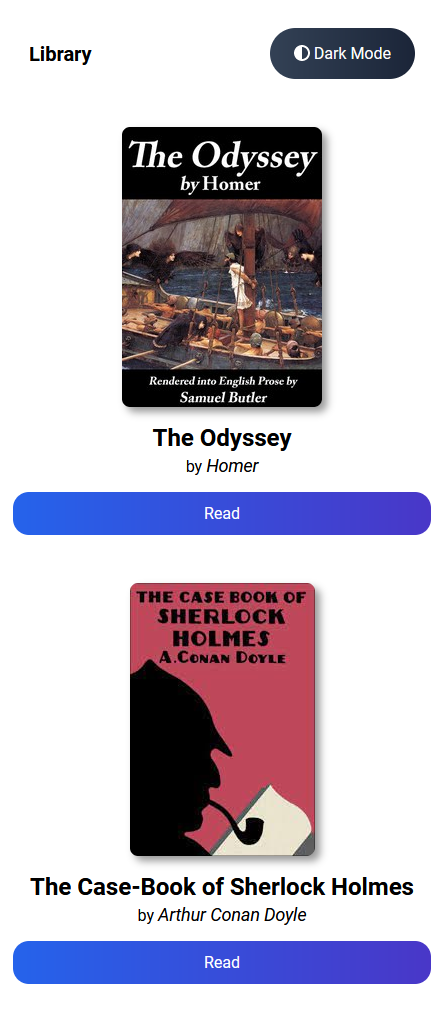 Library
Dark Mode
The Odyssey
by Homer
Rendered into English Prose by
Samuel Butler
The Odyssey
by Homer
Read
THE CASE BOOK OF
SHERLOCK
HOLMES
A. CONAN DOYLE
The Case-Book of Sherlock Holmes
by Arthur Conan Doyle
Read